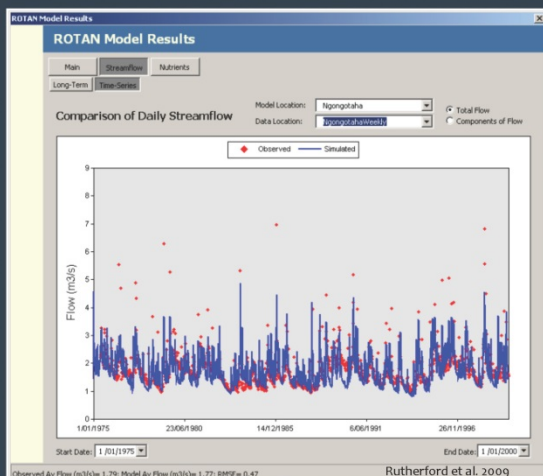 ROTAN Model Results
ROTAN Model Results
Main Streamflow Nutrients
Long-Term Time-Series
Comparison of Daily Streamflow
Model Location: Ngongotaha
Data Location: NgongotahaWeekly
Total Flow
Components of Flow
Observed Simulated
Flow (m3/s)
9
8
7
6
5
4
3
2
1
0
1/01/1975 23/06/1980 14/12/1985 6/06/1991 26/11/1996
Start Date: 1 /01/1975
End Date: 1 /01/2000
Observed Av Flow (m3/s)= 1.79; Model Av Flow (m3/s)= 1.77; RMSE= 0.47
Rutherford et al. 2009